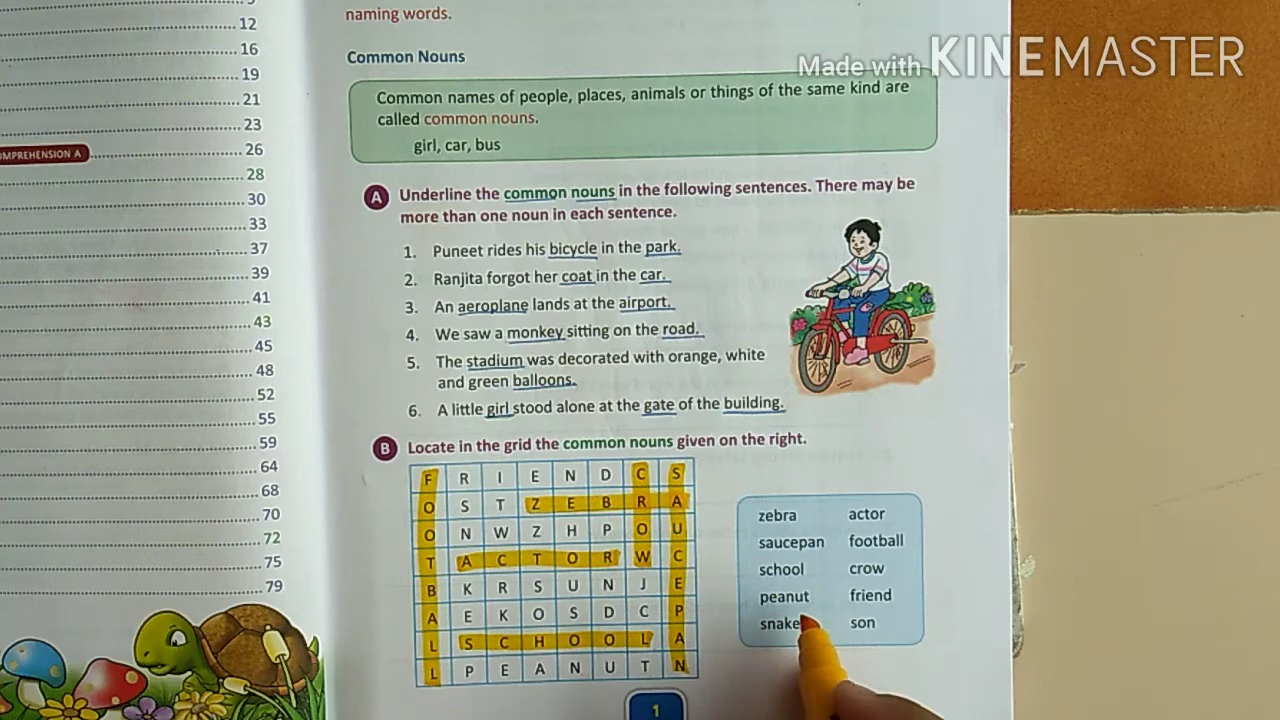 naming words.
Made with KINEMASTER
Common Nouns
Common names of people, places, animals or things of the same kind are
called common nouns.
girl, car, bus
A Underline the common nouns in the following sentences. There may be
more than one noun in each sentence.
1. Puneet rides his bicycle in the park.
2. Ranjita forgot her coat in the car.
3. An aeroplane lands at the airport.
4. We saw a monkey sitting on the road.
5. The stadium was decorated with orange, white
and green balloons.
6. A little girl stood alone at the gate of the building.
B Locate in the grid the common nouns given on the right.
F R I E N D C S
O S T Z E B R A
O N W Z H P O U
T A C T O R W C
B K R S U N J E
A E K O S D C P
L S C H O O L A
L P E A N U T N
zebra actor
saucepan football
school crow
peanut friend
snake son
1
12
16
19
21
23
OMPREHENSION A 26
28
30
33
37
39
41
43
45
48
52
55
59
64
68
70
72
75
79